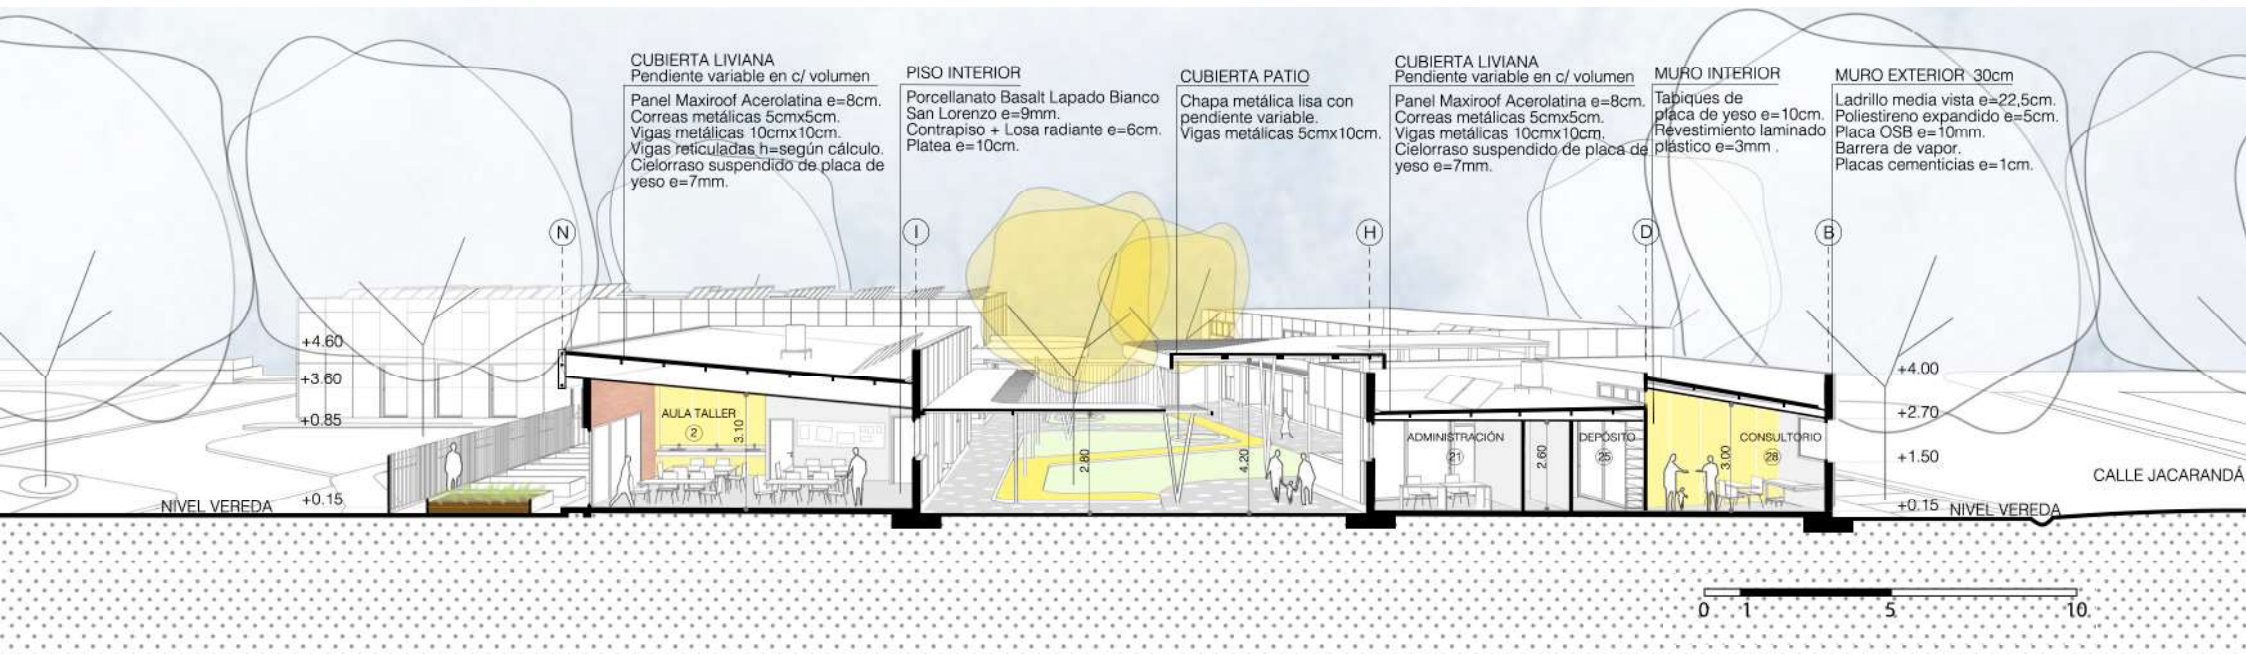 CUBIERTA LIVIANA
Pendiente variable en c/ volumen
Panel Maxiroof Acerolatina e=8cm.
Correas metálicas 5cmx5cm.
Vigas metálicas 10cmx10cm.
Vigas reticuladas h=según cálculo.
Cielorraso suspendido de placa de
yeso e=7mm.
PISO INTERIOR
Porcellanato Basalt Lapado Bianco
San Lorenzo e=9mm.
Contrapiso + Losa radiante e=6cm.
Platea e=10cm.
CUBIERTA PATIO
Chapa metálica lisa con
pendiente variable.
Vigas metálicas 5cmx10cm.
CUBIERTA LIVIANA
Pendiente variable en c/ volumen
Panel Maxiroof Acerolatina e=8cm.
Correas metálicas 5cmx5cm.
Vigas metálicas 10cmx10cm.
Cielorraso suspendido de placa de
yeso e=7mm.
MURO INTERIOR
Tabiques de
placa de yeso e=10cm.
Revestimiento laminado
plástico e=3mm .
MURO EXTERIOR 30cm
Ladrillo media vista e=22,5cm.
Poliestireno expandido e=5cm.
Placa OSB e=10mm.
Barrera de vapor.
Placas cementicias e=1cm.
N
I
H
D
B
+4.60
+3.60
+0.85
+0.15
NIVEL VEREDA
AULA TALLER
2
3.10
2.80
4.20
ADMINISTRACIÓN
21
2.60
DEPÓSITO
25
3.00
CONSULTORIO
28
+4.00
+2.70
+1.50
+0.15
NIVEL VEREDA
CALLE JACARANDÁ
0 1 5 10